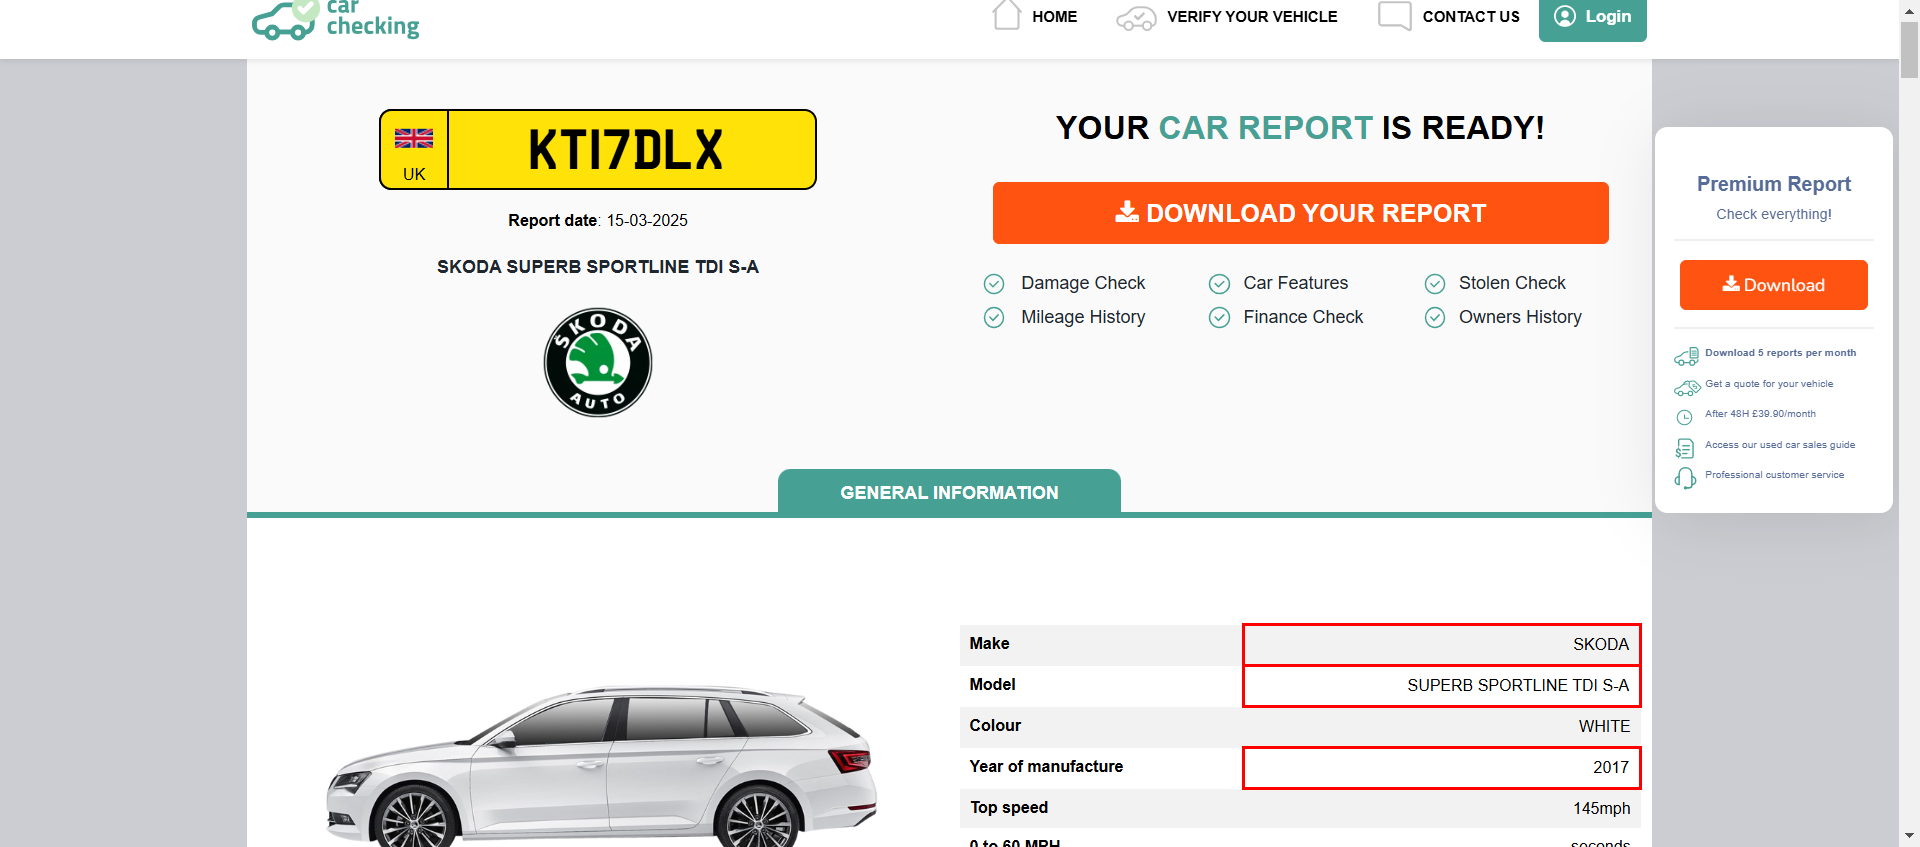 car
checking
HOME
VERIFY YOUR VEHICLE
CONTACT US
Login
UK
KT17DLX
Report date: 15-03-2025
SKODA SUPERB SPORTLINE TDI S-A
ŠKODA
AUTO
YOUR CAR REPORT IS READY!
DOWNLOAD YOUR REPORT
Damage Check
Car Features
Stolen Check
Mileage History
Finance Check
Owners History
Premium Report
Check everything!
Download
Download 5 reports per month
Get a quote for your vehicle
After 48H £39.90/month
Access our used car sales guide
Professional customer service
GENERAL INFORMATION
Make SKODA
Model SUPERB SPORTLINE TDI S-A
Colour WHITE
Year of manufacture 2017
Top speed 145mph
0 to 60 MPH seconds